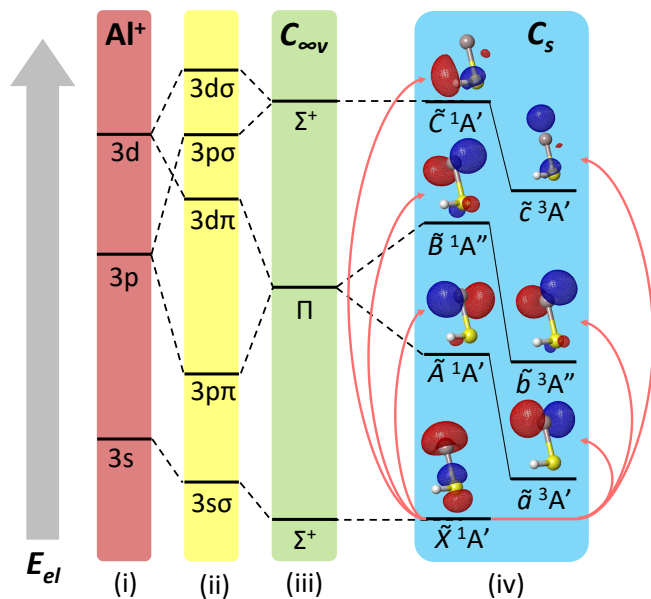 Al⁺
C∞v
Cs
3dσ
Σ⁺
C̃ ¹A′
3d
3pσ
c̃ ³A′
3dπ
B̃ ¹A″
3p
Π
Ã ¹A′
b̃ ³A″
3pπ
3s
3sσ
ã ³A′
Σ⁺
X̃ ¹A′
E_el
(i)
(ii)
(iii)
(iv)